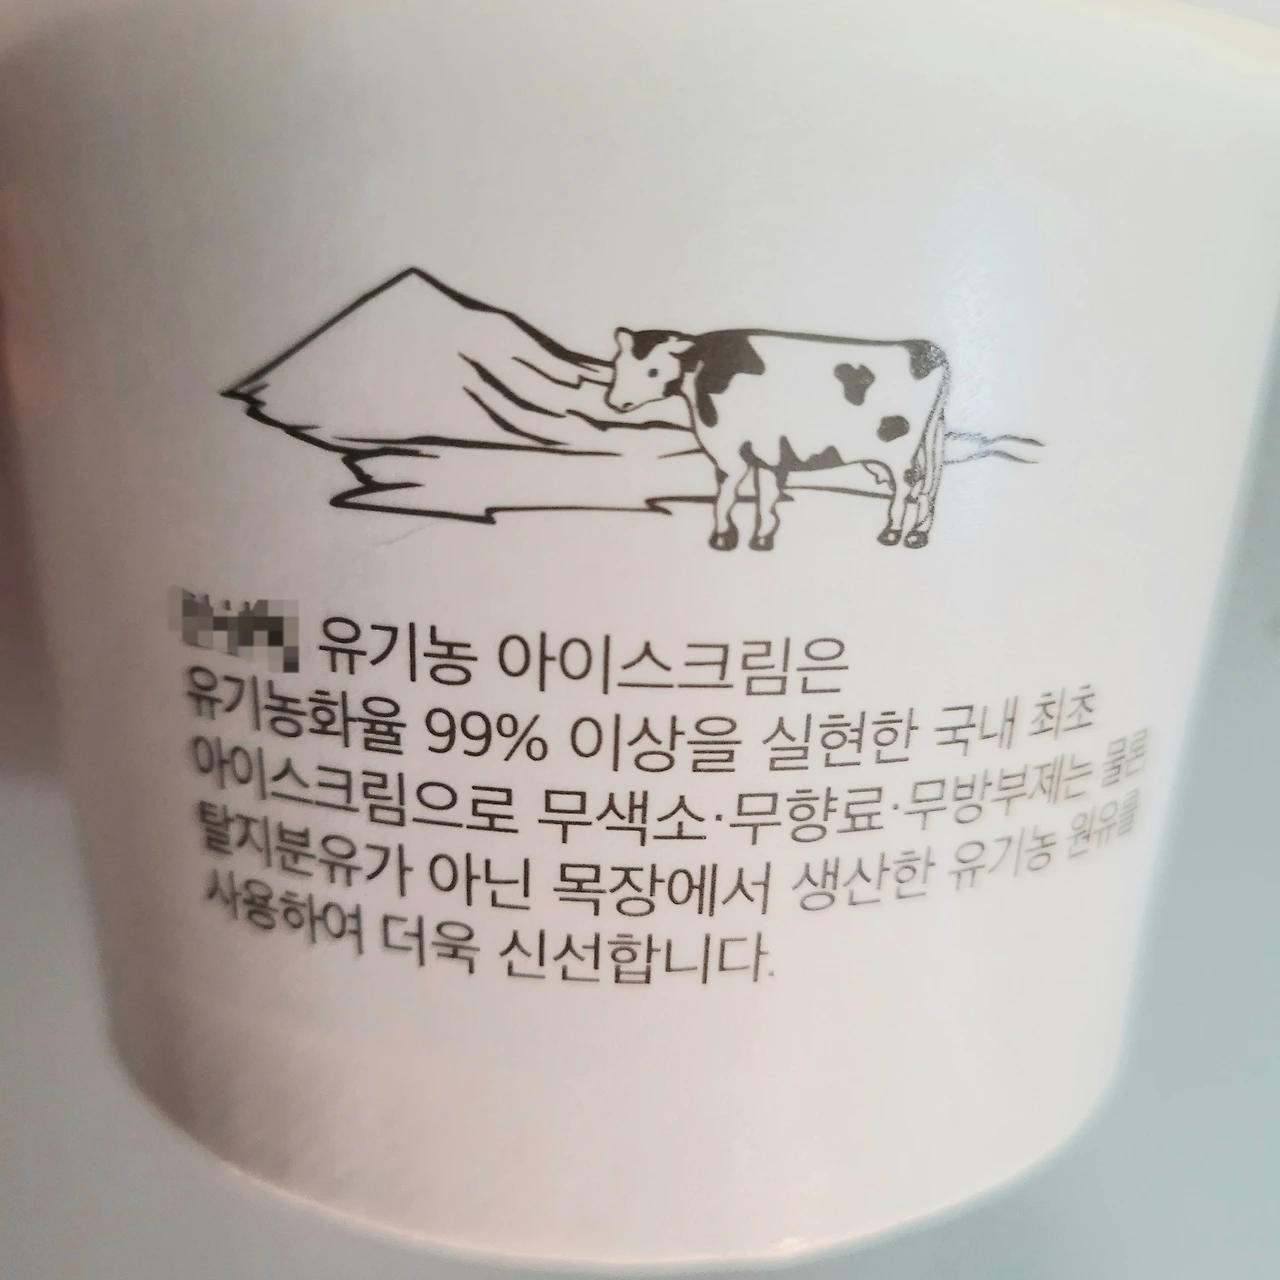 유기농 아이스크림은
유기농화율 99% 이상을 실현한 국내 최초
아이스크림으로 무색소·무향료·무방부제는 물론
탈지분유가 아닌 목장에서 생산한 유기농 원유를
사용하여 더욱 신선합니다.